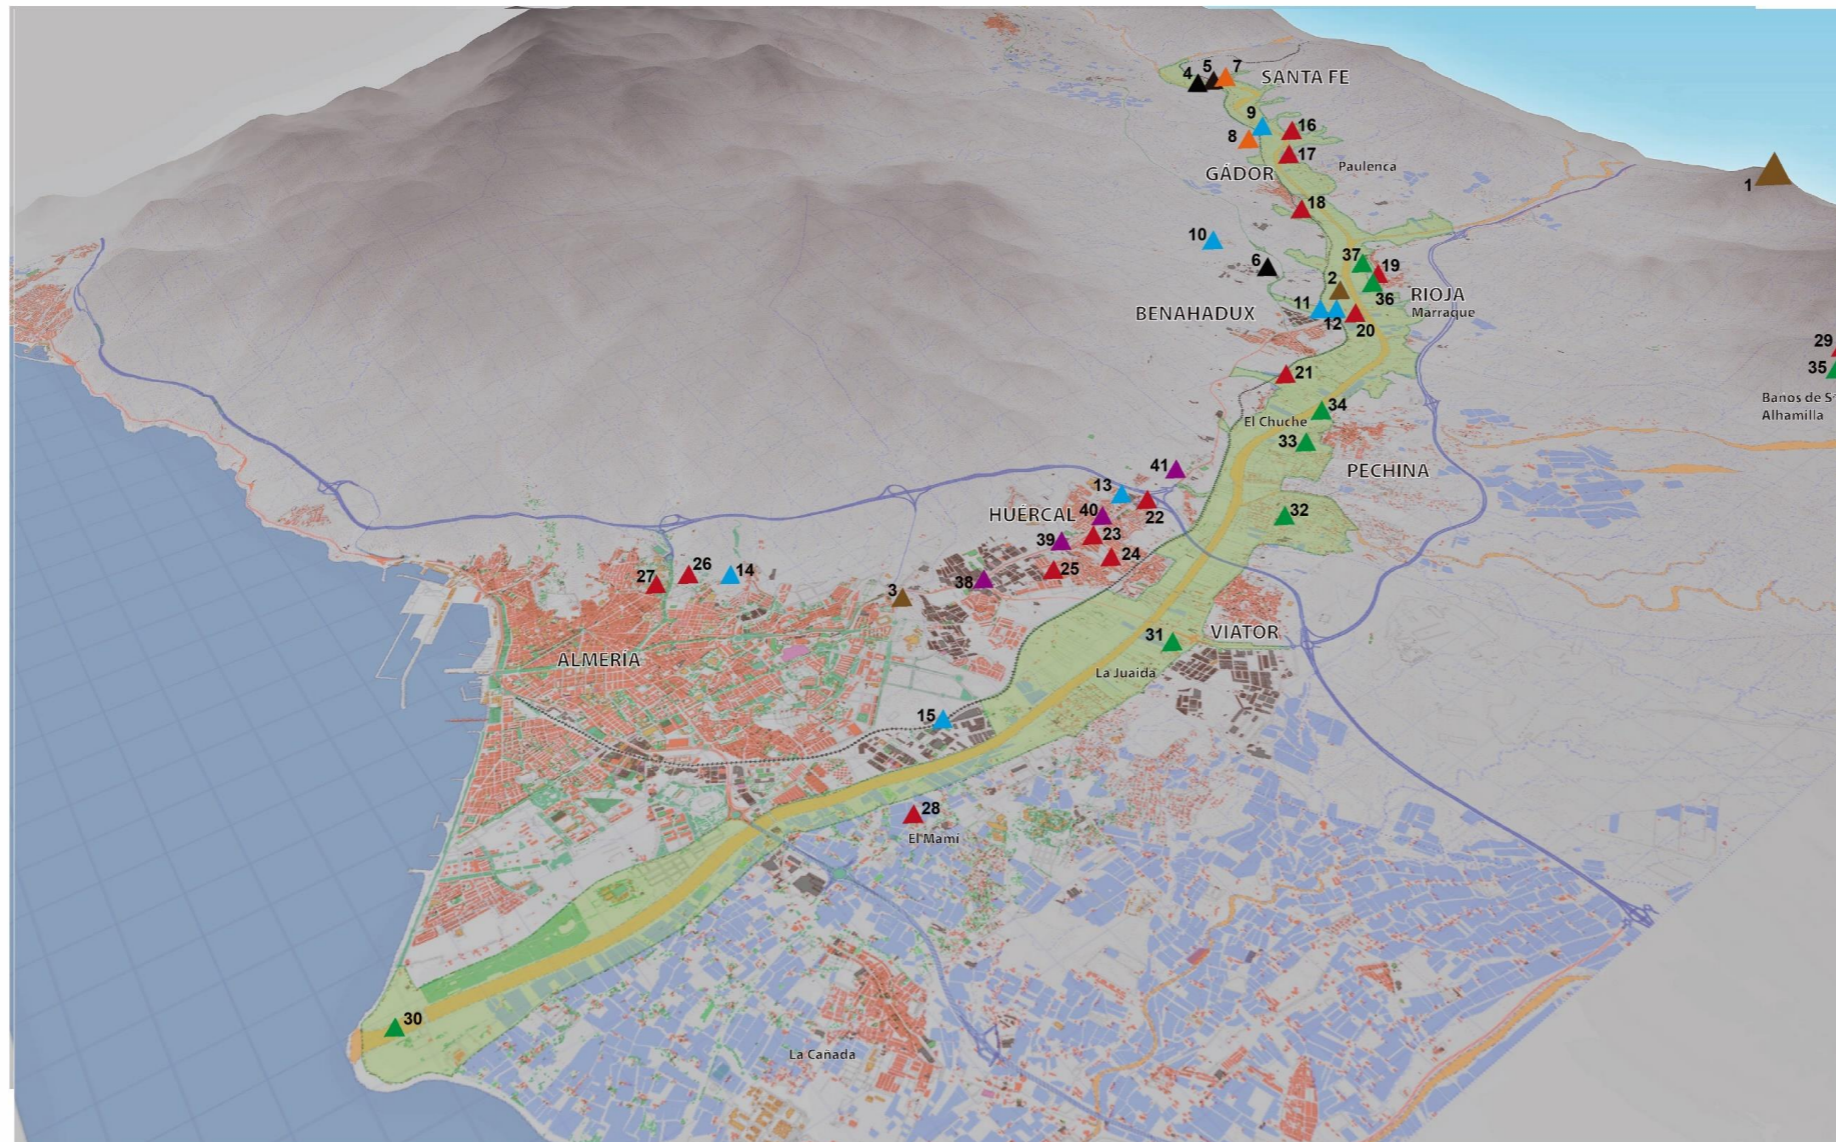 4 5 7 SANTA FE
9 16
8 17
GÁDOR Paulenca
1
18
10
37
6 19
2 36 RIOJA
11 Marraque
BENAHADUX 12 20
29
21 35
Banos de
34 Alhamilla
El Chuche
33
41 PECHINA
13
HUÉRCAL 40 22 32
39 23
24
27 26 14 38 25
3
31 VIATOR
ALMERÍA
La Juaida
15
28
El Mami
30
La Cañada